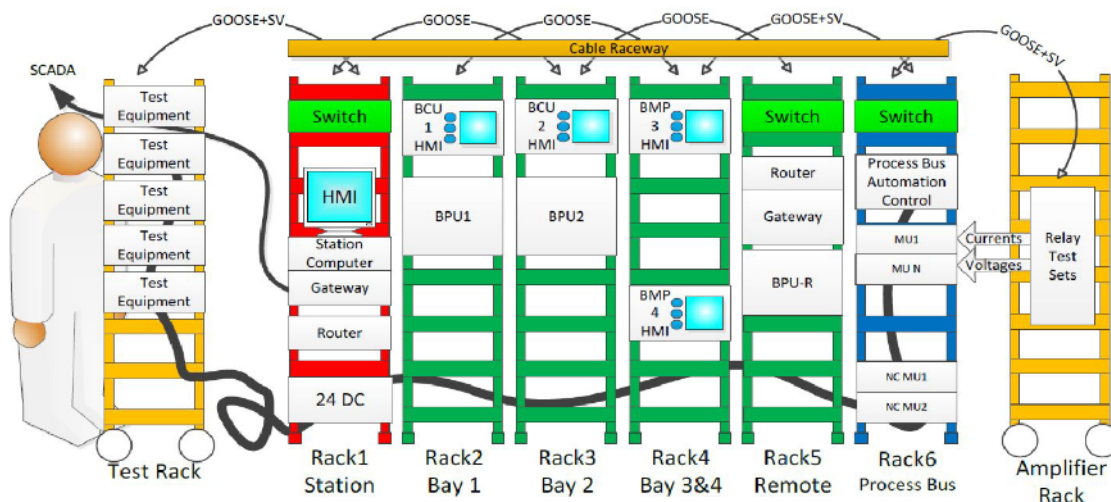 GOOSE+SV
GOOSE
GOOSE
GOOSE
GOOSE+SV
GOOSE+SV
Cable Raceway
SCADA
Test
Equipment
Test
Equipment
Test
Equipment
Test
Equipment
Test
Equipment
Test Rack
Switch
HMI
Station
Computer
Gateway
Router
24 DC
Rack1
Station
BCU
1
HMI
BPU1
Rack2
Bay 1
BCU
2
HMI
BPU2
Rack3
Bay 2
BMP
3
HMI
BMP
4
HMI
Rack4
Bay 3&4
Switch
Router
Gateway
BPU-R
Rack5
Remote
Switch
Process Bus
Automation
Control
MU1
MU N
NC MU1
NC MU2
Rack6
Process Bus
Currents
Voltages
Relay
Test
Sets
Amplifier
Rack